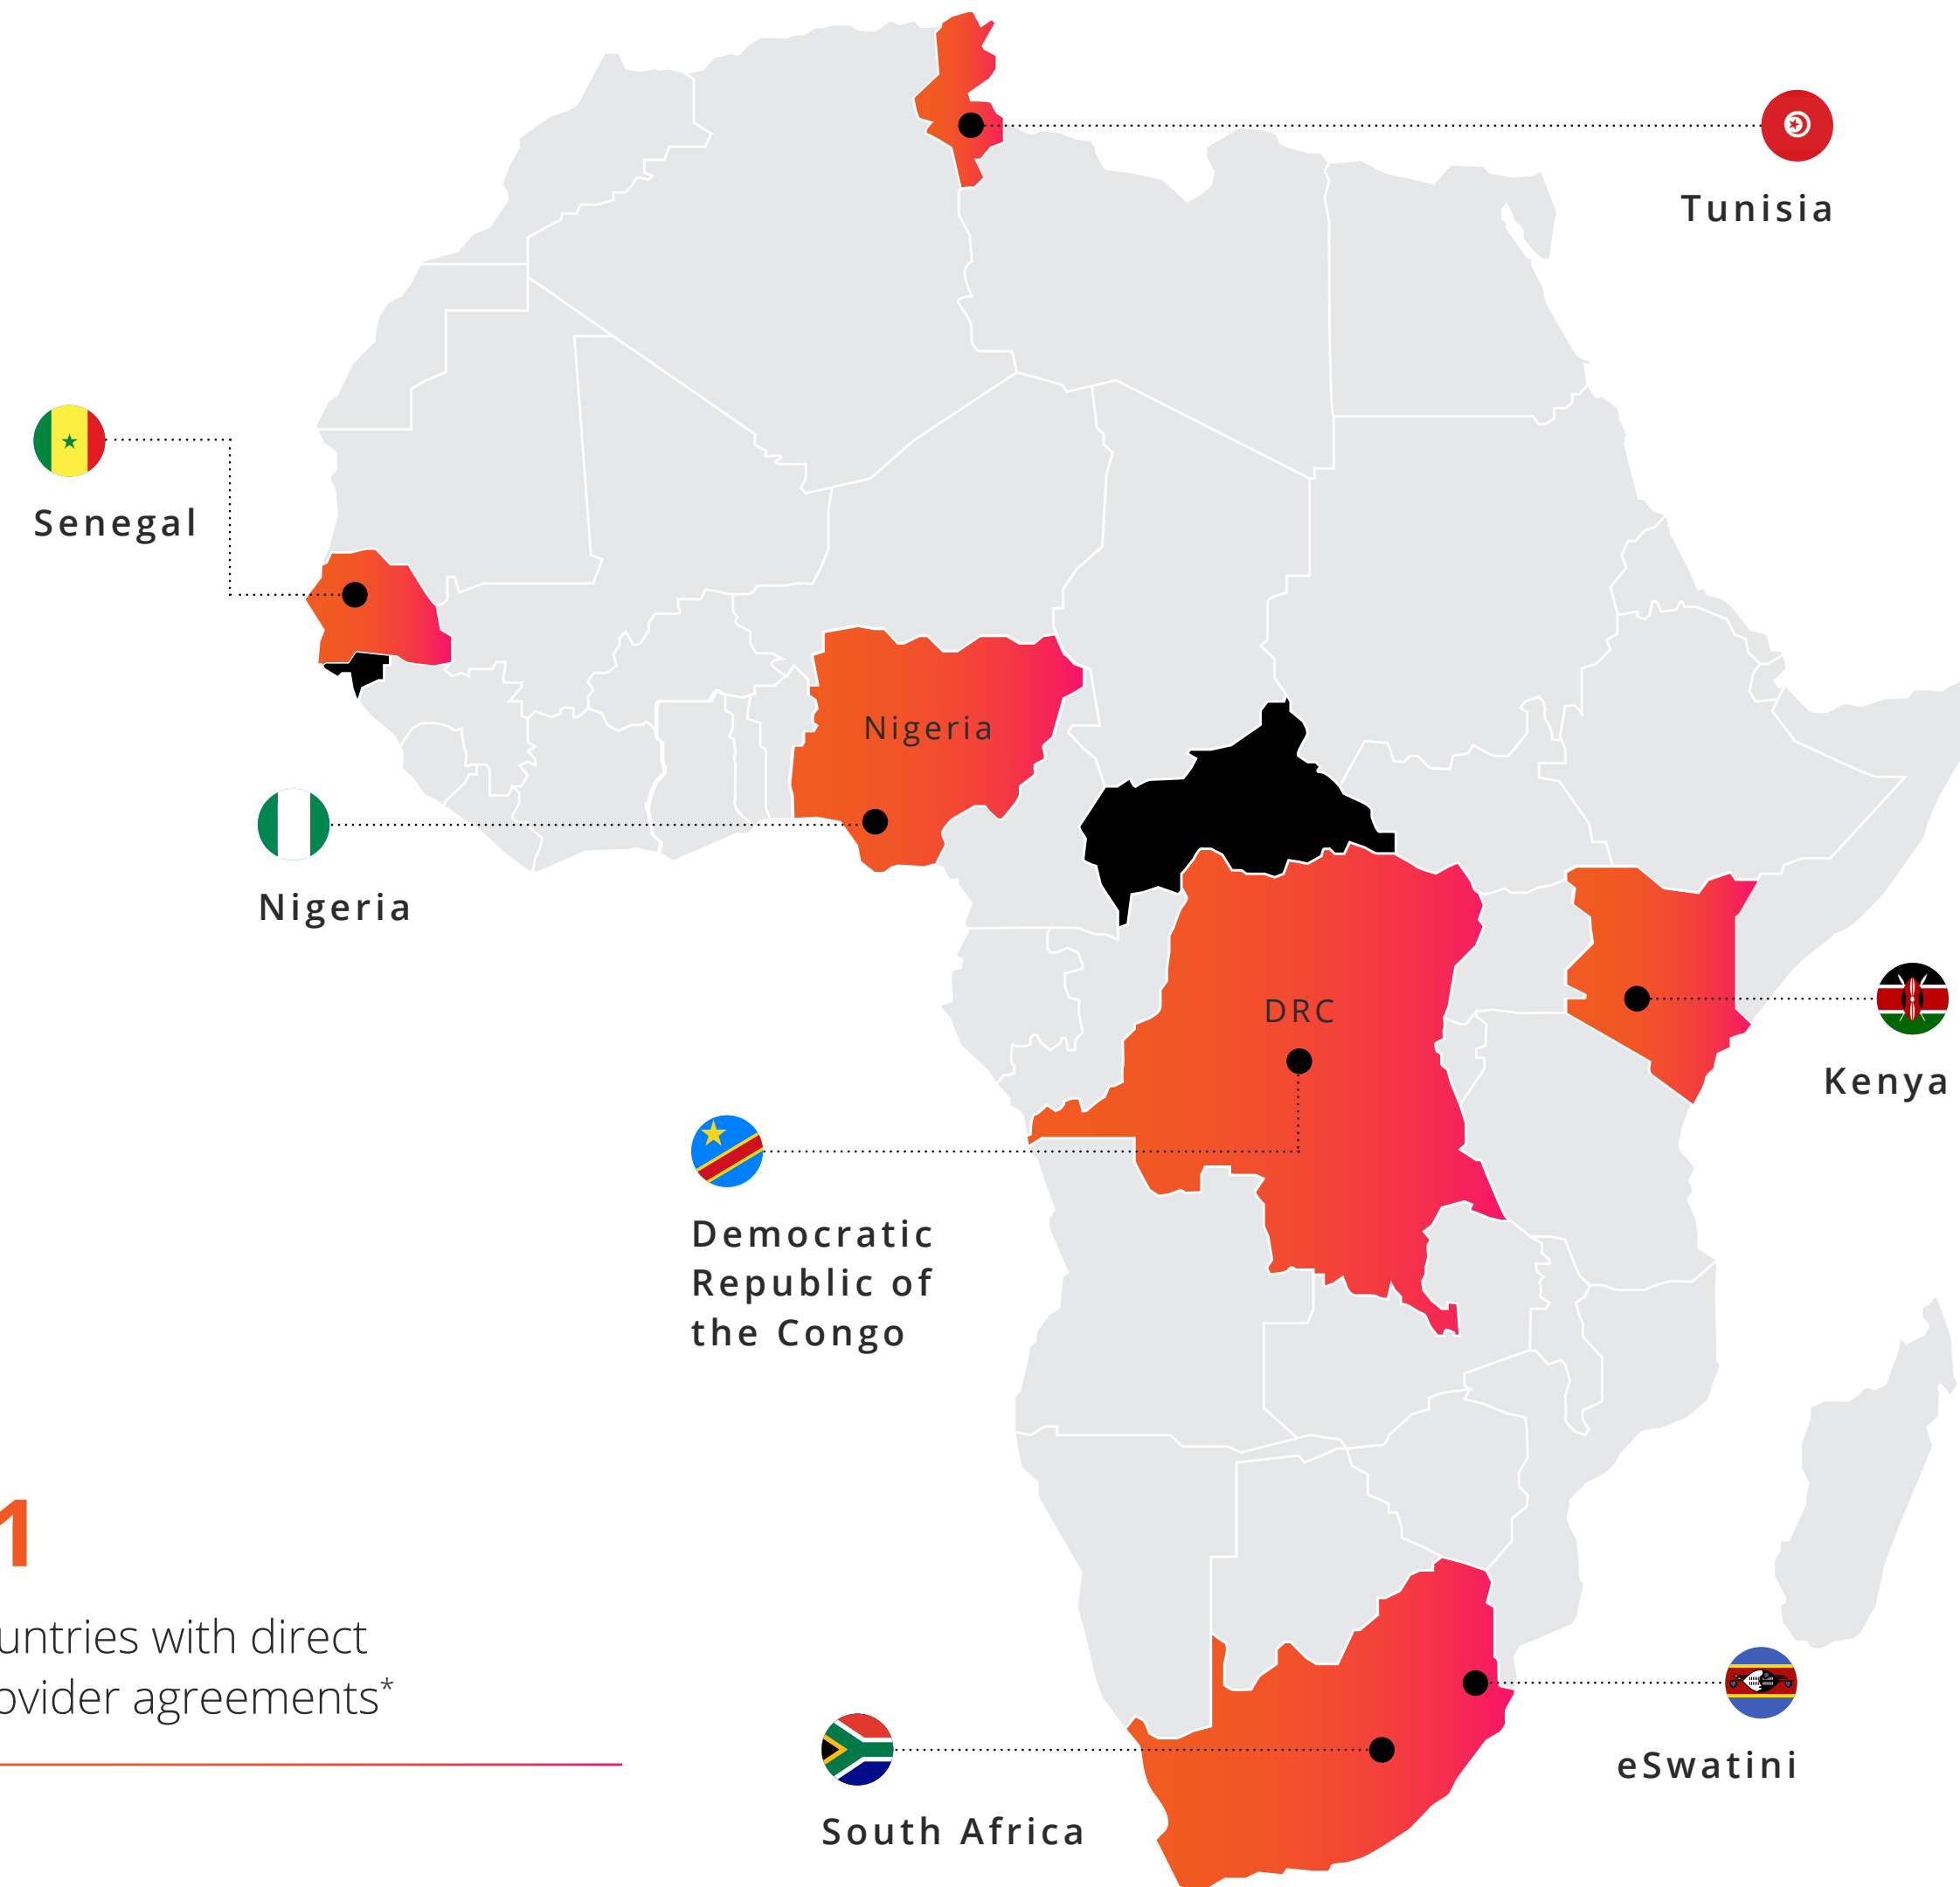 Tunisia
Senegal
Nigeria
Nigeria
DRC
Kenya
Democratic
Republic of
the Congo
1
untries with direct
ovider agreements*
eSwatini
South Africa